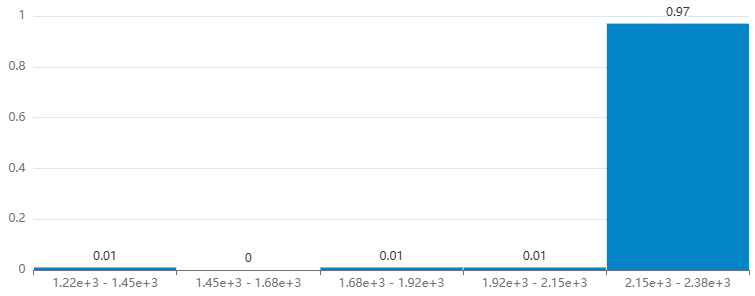 1
0.8
0.6
0.4
0.2
0
0.01
0
0.01
0.01
0.97
1.22e+3 - 1.45e+3
1.45e+3 - 1.68e+3
1.68e+3 - 1.92e+3
1.92e+3 - 2.15e+3
2.15e+3 - 2.38e+3